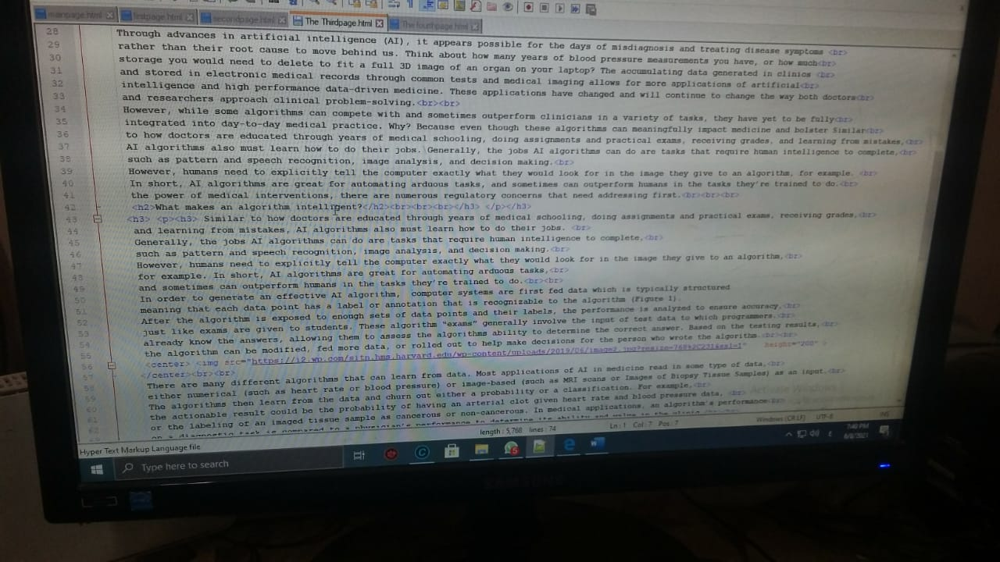 mainpage.html firstpage.html secondpage.html The Thirdpage.html The fourthpage.html
28 Through advances in artificial intelligence (AI), it appears possible for the days of misdiagnosis and treating disease symptoms <br>
29 rather than their root cause to move behind us. Think about how many years of blood pressure measurements you have, or how much<br>
30 storage you would need to delete to fit a full 3D image of an organ on your laptop? The accumulating data generated in clinics <br>
31 and stored in electronic medical records through common tests and medical imaging allows for more applications of artificial<br>
32 intelligence and high performance data-driven medicine. These applications have changed and will continue to change the way both doctors<br>
33 and researchers approach clinical problem-solving.<br><br>
34 However, while some algorithms can compete with and sometimes outperform clinicians in a variety of tasks, they have yet to be fully<br>
35 integrated into day-to-day medical practice. Why? Because even though these algorithms can meaningfully impact medicine and bolster Similar<br>
36 to how doctors are educated through years of medical schooling, doing assignments and practical exams, receiving grades, and learning from mistakes,<br>
37 AI algorithms also must learn how to do their jobs. Generally, the jobs AI algorithms can do are tasks that require human intelligence to complete,<br>
38 such as pattern and speech recognition, image analysis, and decision making.<br>
39 However, humans need to explicitly tell the computer exactly what they would look for in the image they give to an algorithm, for example. <br>
40 In short, AI algorithms are great for automating arduous tasks, and sometimes can outperform humans in the tasks they're trained to do.<br>
41 the power of medical interventions, there are numerous regulatory concerns that need addressing first.<br><br><br>
42 <h2>What makes an algorithm intelligent?</h2><br><br><br></h3> </p></h3>
43 <h3> <p><h3> Similar to how doctors are educated through years of medical schooling, doing assignments and practical exams, receiving grades,<br>
44 and learning from mistakes, AI algorithms also must learn how to do their jobs. <br>
45 Generally, the jobs AI algorithms can do are tasks that require human intelligence to complete,<br>
46 such as pattern and speech recognition, image analysis, and decision making.<br>
47 However, humans need to explicitly tell the computer exactly what they would look for in the image they give to an algorithm,<br>
48 for example. In short, AI algorithms are great for automating arduous tasks,<br>
49 and sometimes can outperform humans in the tasks they're trained to do.<br><br>
50 In order to generate an effective AI algorithm, computer systems are first fed data which is typically structured
51 meaning that each data point has a label or annotation that is recognizable to the algorithm (Figure 1).
52 After the algorithm is exposed to enough sets of data points and their labels, the performance is analyzed to ensure accuracy,<br>
53 just like exams are given to students. These algorithm "exams" generally involve the input of test data to which programmers.<br>
54 already know the answers, allowing them to assess the algorithms ability to determine the correct answer. Based on the testing results,<br>
55 the algorithm can be modified, fed more data, or rolled out to help make decisions for the person who wrote the algorithm.<br><br>
56 <center> <img src="https://i2.wp.com/sitn.hms.harvard.edu/wp-content/uploads/2019/06/image2.jpg?resize=768%2C231&ssl=1" height="200" >
57 </center><br><br>
58 There are many different algorithms that can learn from data. Most applications of AI in medicine read in some type of data,<br>
59 either numerical (such as heart rate or blood pressure) or image-based (such as MRI scans or Images of Biopsy Tissue Samples) as an input.<br>
60 The algorithms then learn from the data and churn out either a probability or a classification. For example,<br>
61 the actionable result could be the probability of having an arterial clot given heart rate and blood pressure data, <br>
62 or the labeling of an imaged tissue sample as cancerous or non-cancerous. In medical applications, an algorithm's performance<br>
on a diagnostic task is compared to a physician's performance to determine its ability and value in the clinic.<br>
Activate Windows
Hyper Text Markup Language file length : 5,768 lines : 74 Ln : 1 Col : 7 Pos : 7 Windows (CR LF) UTF-8 INS
Type here to search 5 7:40 PM
6/8/2021
SAMSUNG